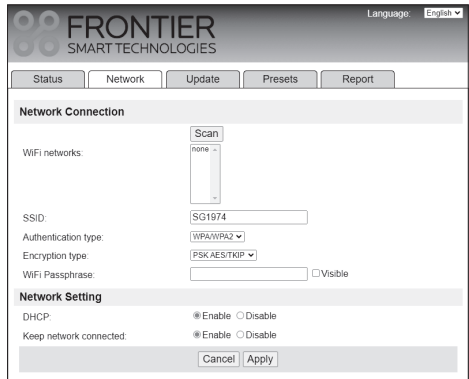 Language: English
FRONTIER
SMART TECHNOLOGIES
Status Network Update Presets Report
Network Connection
Scan
WiFi networks: none
SSID: SG1974
Authentication type: WPA/WPA2
Encryption type: PSK AES/TKIP
WiFi Passphrase: Visible
Network Setting
DHCP: Enable Disable
Keep network connected: Enable Disable
Cancel Apply